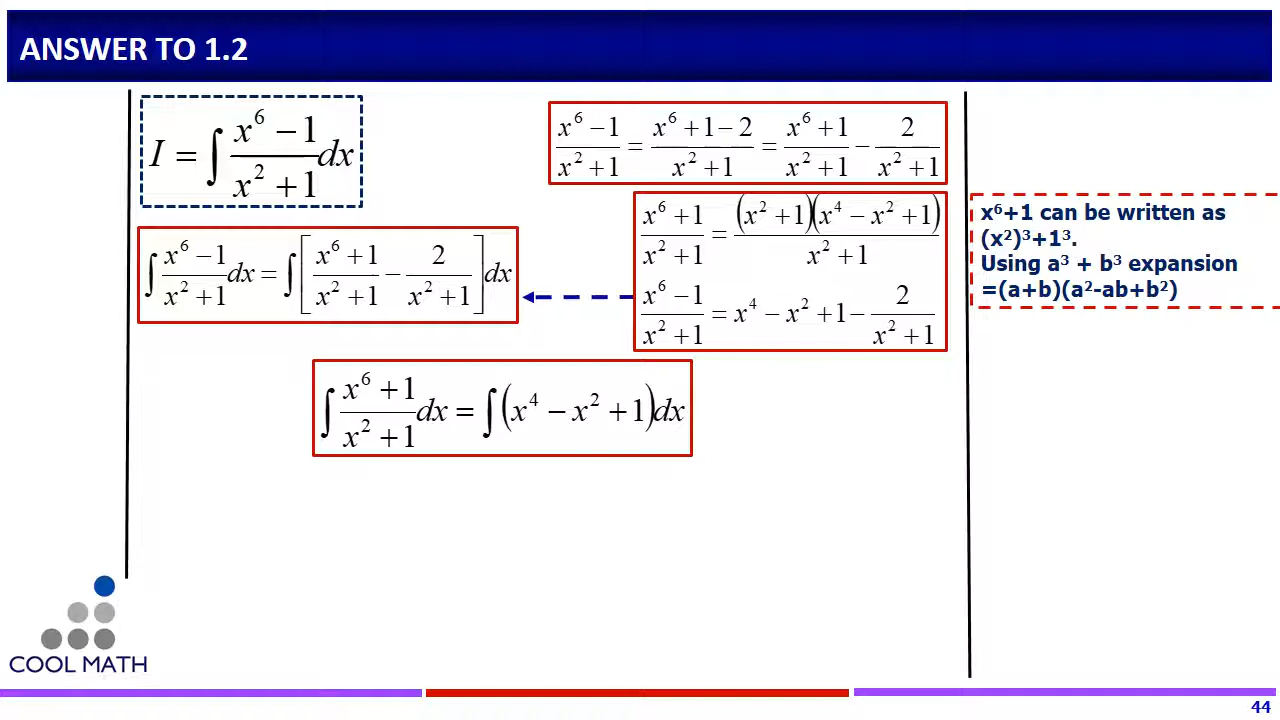 ANSWER TO 1.2
I = ∫ (x⁶ − 1)/(x² + 1) dx
(x⁶ − 1)/(x² + 1) = (x⁶ + 1 − 2)/(x² + 1) = (x⁶ + 1)/(x² + 1) − 2/(x² + 1)
(x⁶ + 1)/(x² + 1) = (x² + 1)(x⁴ − x² + 1)/(x² + 1)
(x⁶ − 1)/(x² + 1) = x⁴ − x² + 1 − 2/(x² + 1)
x⁶+1 can be written as
(x²)³+1³.
Using a³ + b³ expansion
=(a+b)(a²-ab+b²)
∫ (x⁶ − 1)/(x² + 1) dx = ∫ [(x⁶ + 1)/(x² + 1) − 2/(x² + 1)] dx
∫ (x⁶ + 1)/(x² + 1) dx = ∫ (x⁴ − x² + 1) dx
COOL MATH
44